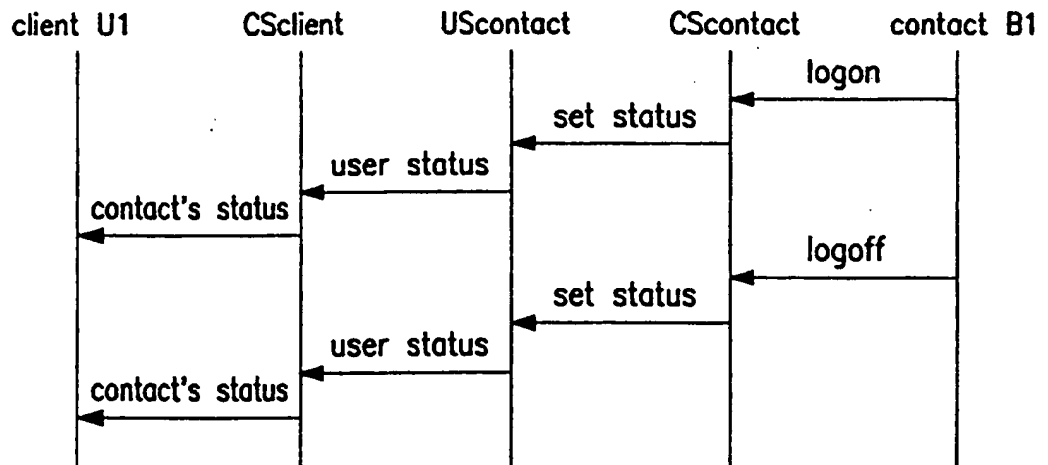 client U1 CSclient UScontact CScontact contact B1
logon
set status
user status
contact's status
logoff
set status
user status
contact's status